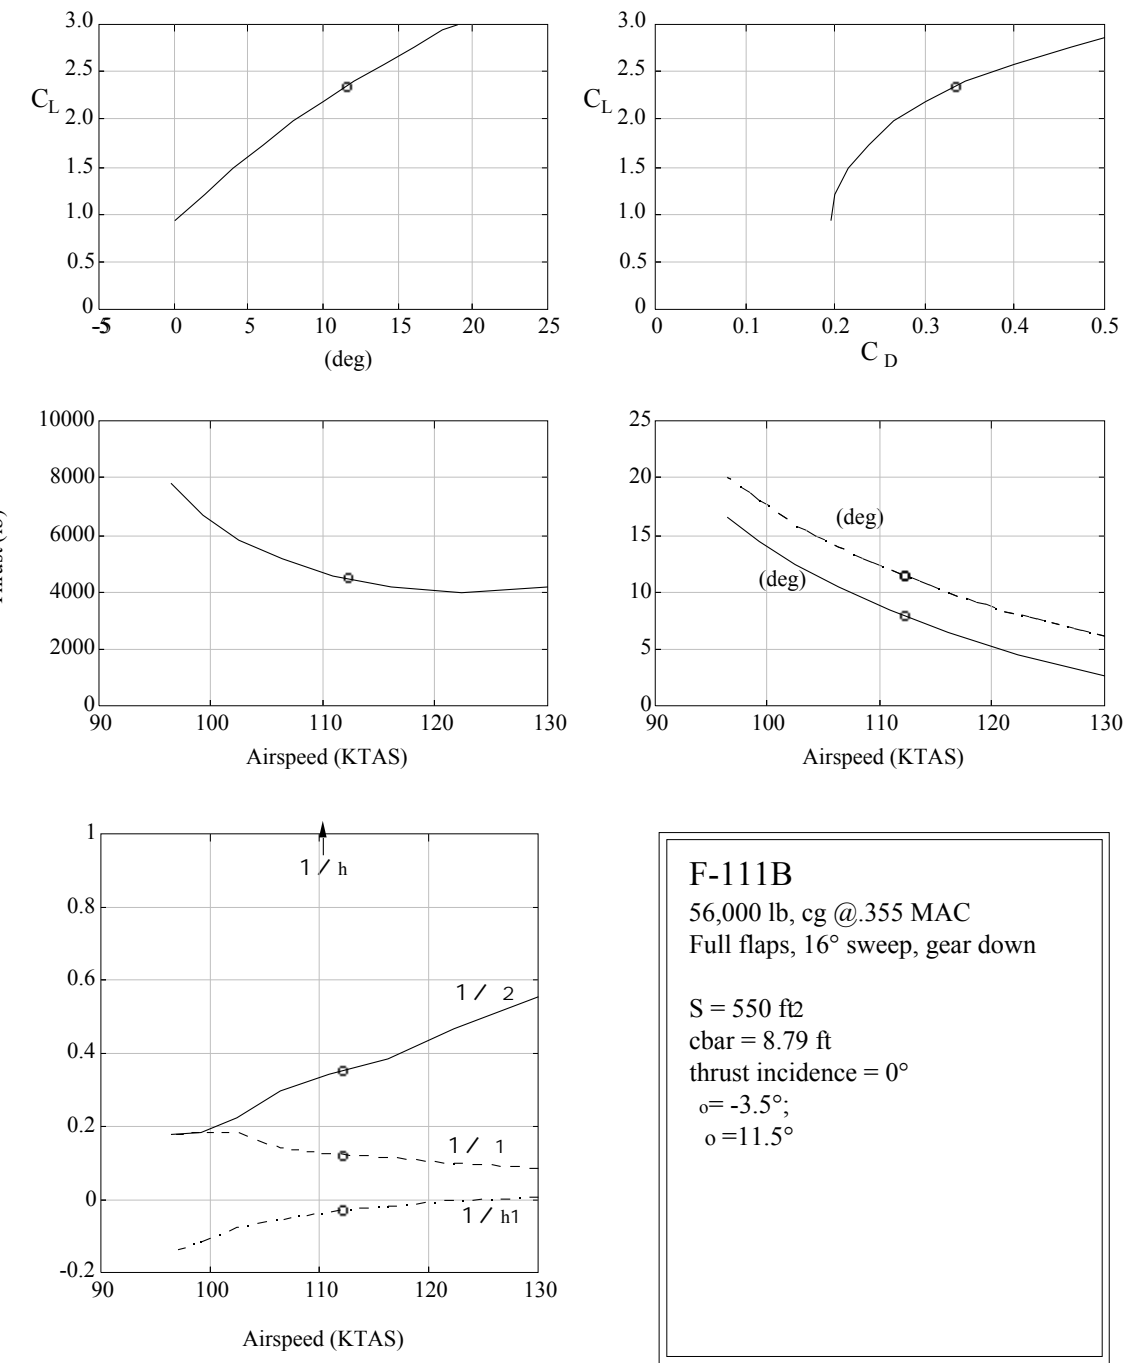 3.0
2.5
C L 2.0
1.5
1.0
0.5
0
-5 0 5 10 15 20 25
(deg)
3.0
2.5
C L 2.0
1.5
1.0
0.5
0
0 0.1 0.2 0.3 0.4 0.5
C D
10000
8000
6000
4000
2000
0
90 100 110 120 130
Airspeed (KTAS)
25
20
15
10
5
0
(deg)
(deg)
90 100 110 120 130
Airspeed (KTAS)
1
0.8
0.6
0.4
0.2
0
-0.2
1 / h
1 / 2
1 / 1
1 / h1
90 100 110 120 130
Airspeed (KTAS)
F-111B
56,000 lb, cg @.355 MAC
Full flaps, 16° sweep, gear down
S = 550 ft2
cbar = 8.79 ft
thrust incidence = 0°
o= -3.5°;
o =11.5°